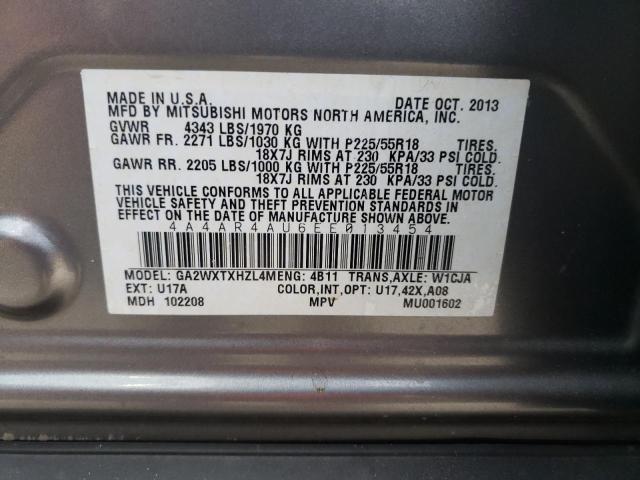 MADE IN U.S.A. DATE OCT. 2013
MFD BY MITSUBISHI MOTORS NORTH AMERICA, INC.
GVWR 4343 LBS/1970 KG
GAWR FR. 2271 LBS/1030 KG WITH P225/55R18 TIRES.
18X7J RIMS AT 230 KPA/33 PSI COLD.
GAWR RR. 2205 LBS/1000 KG WITH P225/55R18 TIRES.
18X7J RIMS AT 230 KPA/33 PSI COLD.
THIS VEHICLE CONFORMS TO ALL APPLICABLE FEDERAL MOTOR
VEHICLE SAFETY AND THEFT PREVENTION STANDARDS IN EFFECT
ON THE DATE OF MANUFACTURE SHOWN ABOVE.
4A4AR4AU6EE013454
MODEL: GA2WXTXHZL4MENG: 4B11 TRANS,AXLE: W1CJA
EXT: U17A COLOR,INT,OPT: U17,42X,A08
MDH 102208 MPV MU001602